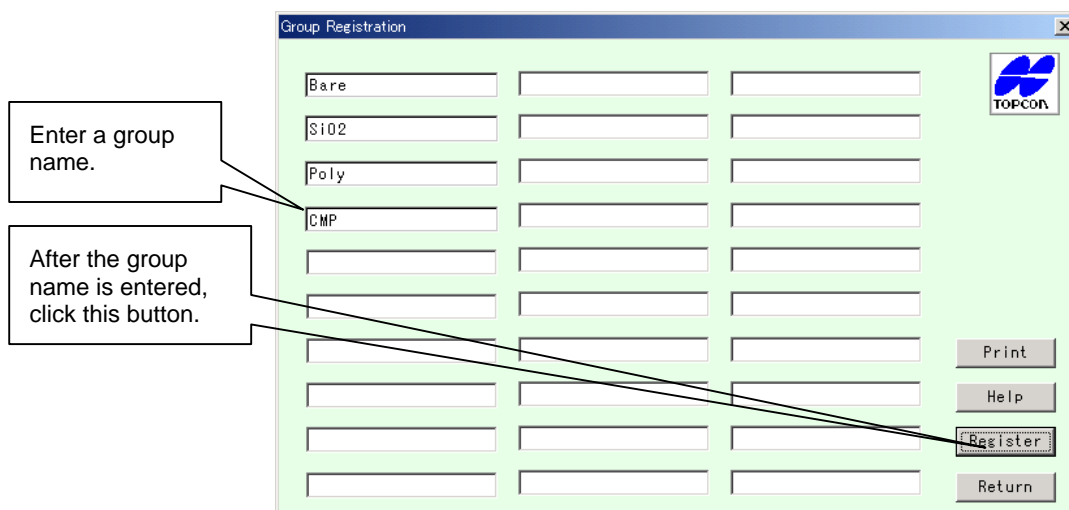 Group Registration
Bare
TOPCON
Enter a group
name.
SiO2
Poly
CMP
After the group
name is entered,
click this button.
Print
Help
Register
Return